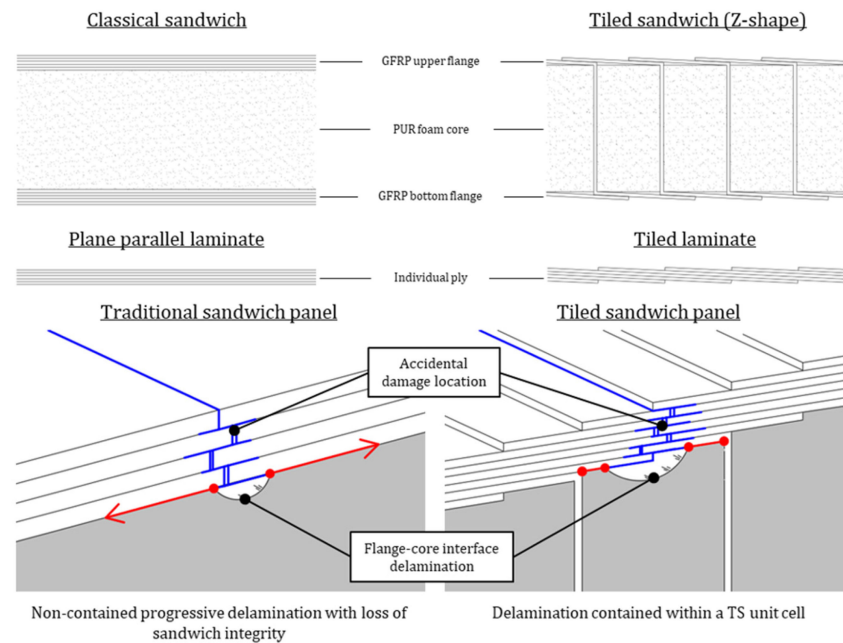 Classical sandwich
Tiled sandwich (Z-shape)
GFRP upper flange
PUR foam core
GFRP bottom flange
Plane parallel laminate
Tiled laminate
Individual ply
Traditional sandwich panel
Tiled sandwich panel
Accidental
damage location
Flange-core interface
delamination
Non-contained progressive delamination with loss of
sandwich integrity
Delamination contained within a TS unit cell